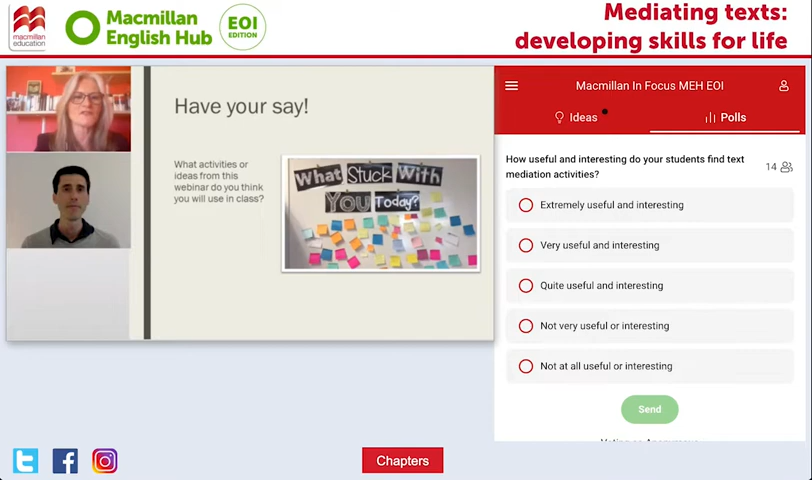 macmillan
education
Macmillan
English Hub
EOI
EDITION
Mediating texts:
developing skills for life
Have your say!
What activities or
ideas from this
webinar do you think
you will use in class?
What Stuck With
YOU Today?
Macmillan In Focus MEH EOI
Ideas
Polls
How useful and interesting do your students find text
mediation activities?
14
Extremely useful and interesting
Very useful and interesting
Quite useful and interesting
Not very useful or interesting
Not at all useful or interesting
Send
Chapters